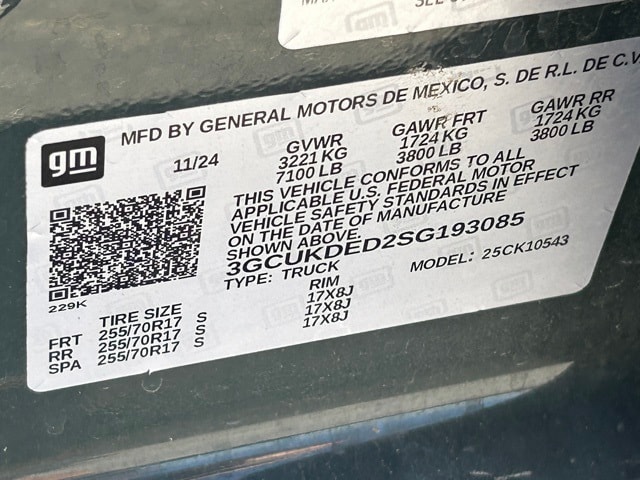 gm
gm
MFD BY GENERAL MOTORS DE MEXICO, S. DE R.L. DE C.V
11/24
GVWR
3221 KG
7100 LB
GAWR FRT
1724 KG
3800 LB
GAWR RR
1724 KG
3800 LB
THIS VEHICLE CONFORMS TO ALL
APPLICABLE U.S. FEDERAL MOTOR
VEHICLE SAFETY STANDARDS IN EFFECT
ON THE DATE OF MANUFACTURE
SHOWN ABOVE.
3GCUKDED2SG193085
TYPE: TRUCK
MODEL: 25CK10543
229K
TIRE SIZE
RIM
FRT 255/70R17 S 17X8J
RR 255/70R17 S 17X8J
SPA 255/70R17 S 17X8J